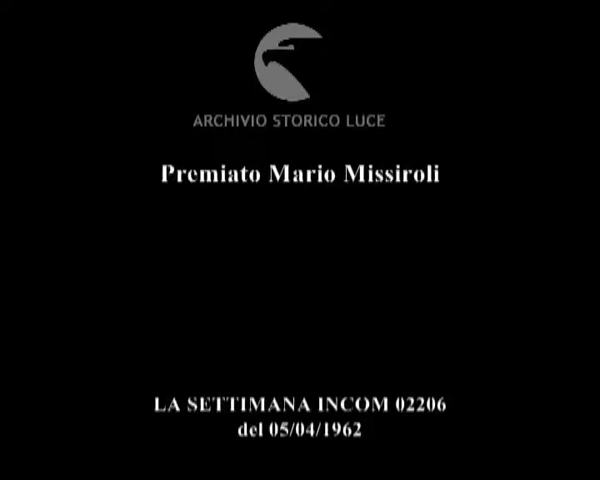 ARCHIVIO STORICO LUCE
Premiato Mario Missiroli
LA SETTIMANA INCOM 02206
del 05/04/1962